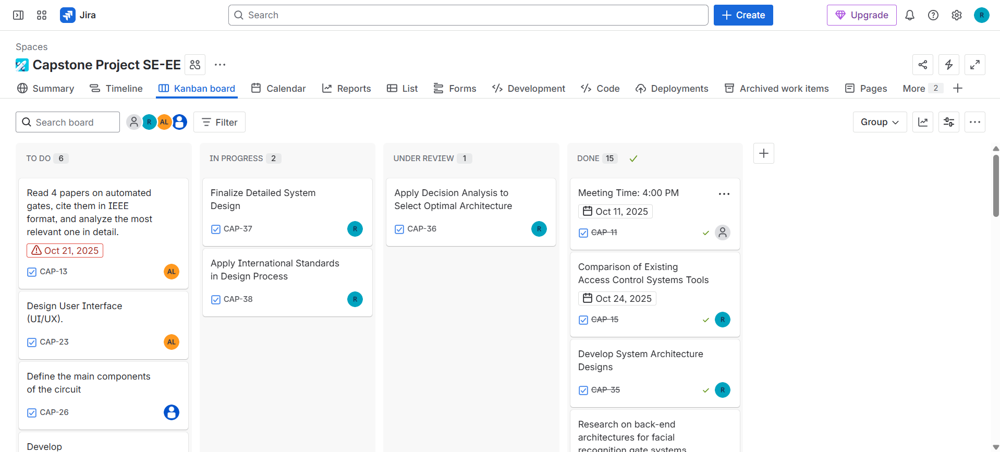 Jira
Search
Create
Upgrade
R
Spaces
Capstone Project SE-EE
Summary
Timeline
Kanban board
Calendar
Reports
List
Forms
Development
Code
Deployments
Archived work items
Pages
More 2
Search board
R
AL
Filter
Group
TO DO 6
Read 4 papers on automated
gates, cite them in IEEE
format, and analyze the most
relevant one in detail.
Oct 21, 2025
CAP-13
AL
Design User Interface
(UI/UX).
CAP-23
AL
Define the main components
of the circuit
CAP-26
Develop
IN PROGRESS 2
Finalize Detailed System
Design
CAP-37
R
Apply International Standards
in Design Process
CAP-38
R
UNDER REVIEW 1
Apply Decision Analysis to
Select Optimal Architecture
CAP-36
R
DONE 15
Meeting Time: 4:00 PM
Oct 11, 2025
CAP-11
Comparison of Existing
Access Control Systems Tools
Oct 24, 2025
CAP-15
R
Develop System Architecture
Designs
CAP-35
R
Research on back-end
architectures for facial
recognition gate systems